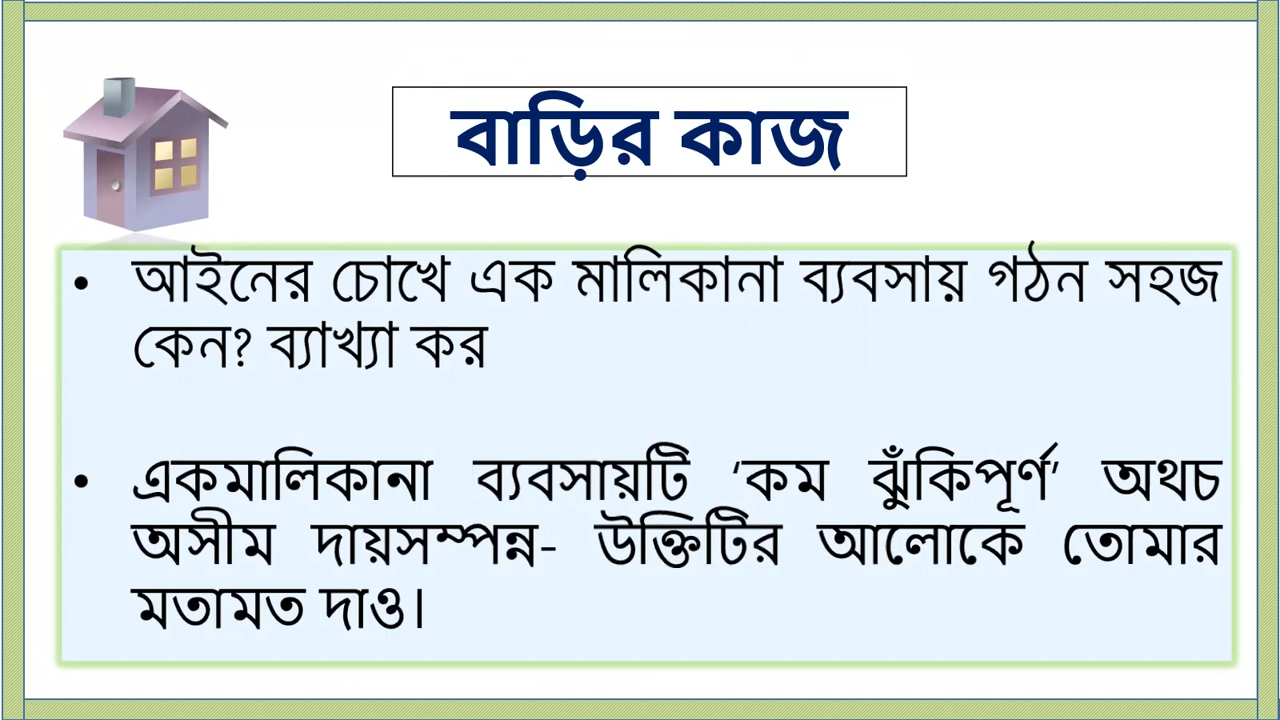 বাড়ির কাজ
• আইনের চোখে এক মালিকানা ব্যবসায় গঠন সহজ
কেন? ব্যাখ্যা কর
• একমালিকানা ব্যবসায়টি ‘কম ঝুঁকিপূর্ণ’ অথচ
অসীম দায়সম্পন্ন- উক্তিটির আলোকে তোমার
মতামত দাও।